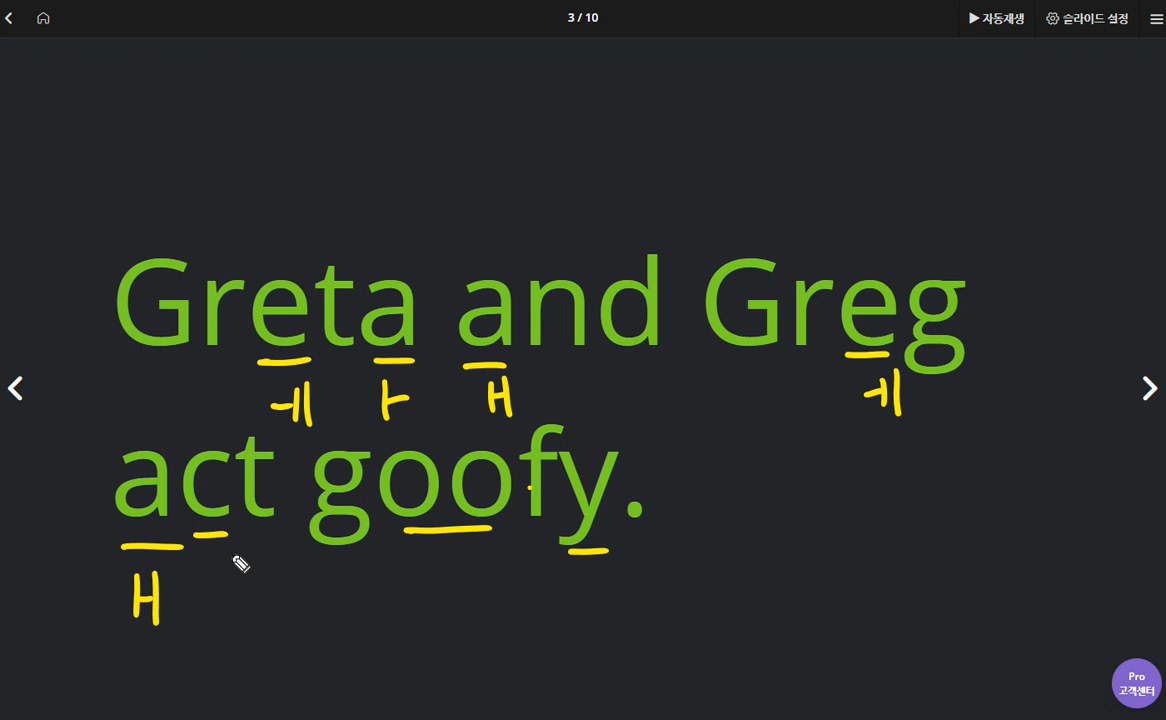 3 / 10
자동재생
슬라이드 설정
Greta and Greg
ㅔ ㅏ ㅐ ㅔ
act goofy.
ㅐ
Pro
고객센터